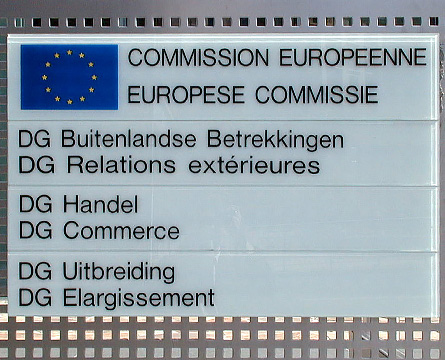 COMMISSION EUROPEENNE
EUROPESE COMMISSIE
DG Buitenlandse Betrekkingen
DG Relations extérieures
DG Handel
DG Commerce
DG Uitbreiding
DG Elargissement